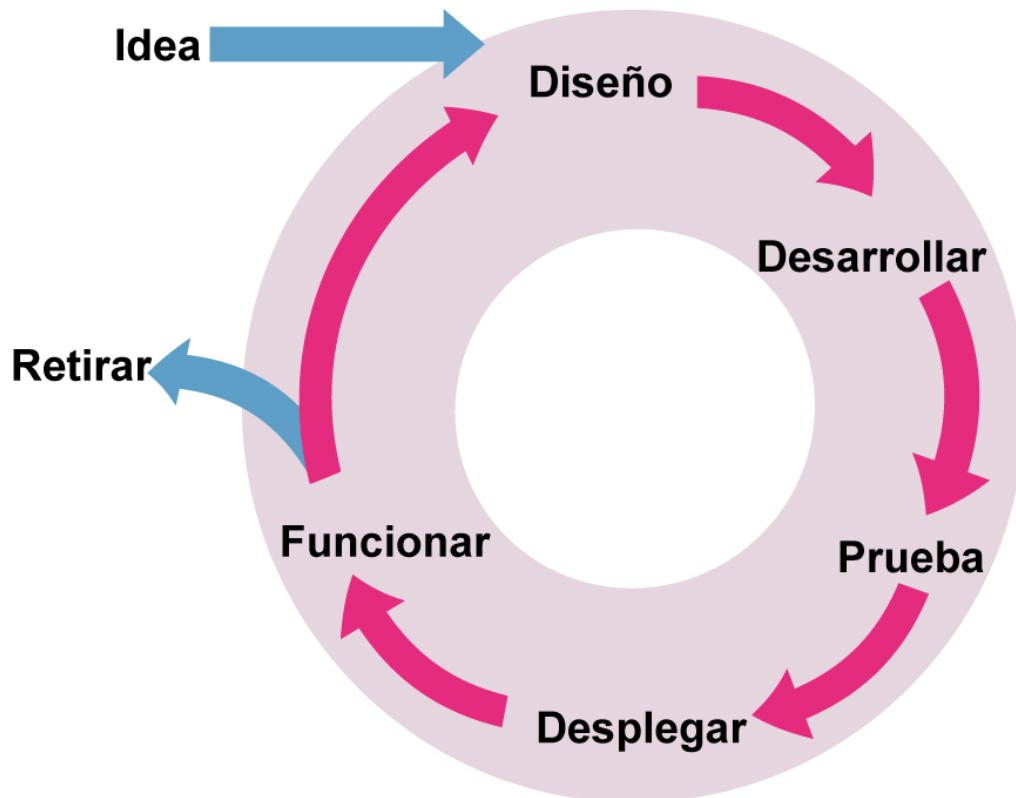 Idea
Diseño
Desarrollar
Retirar
Funcionar
Prueba
Desplegar